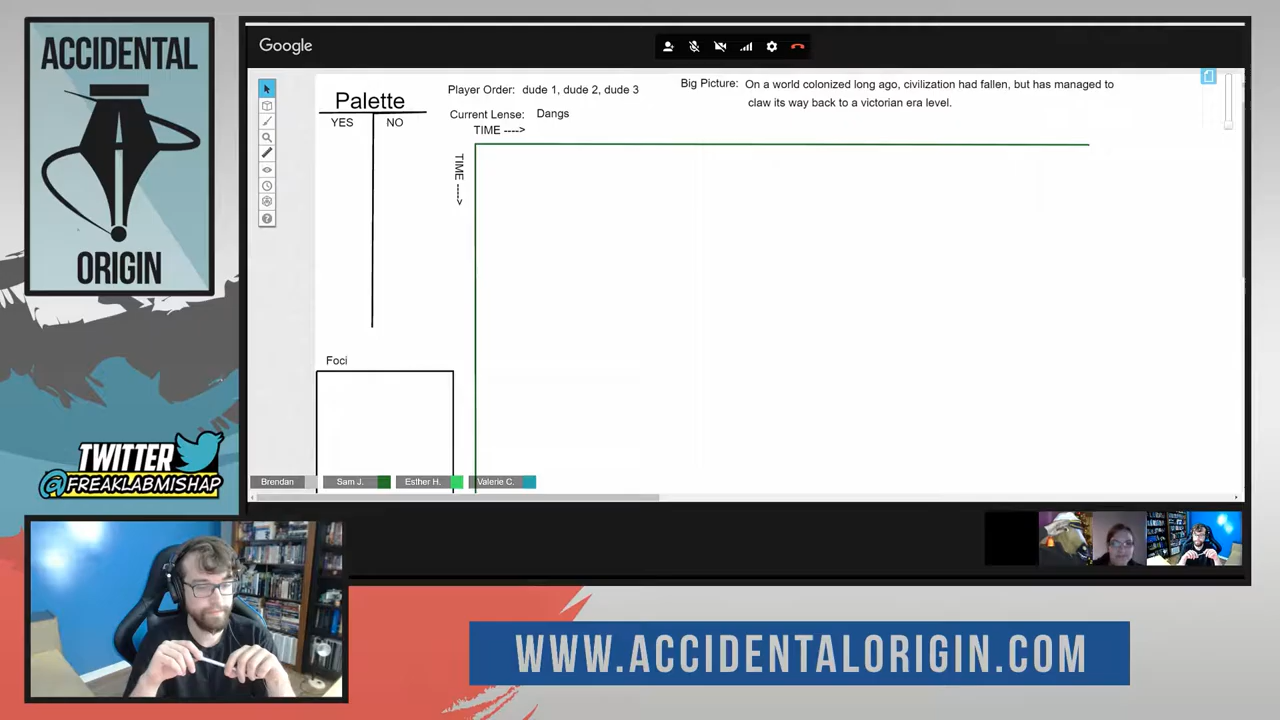 ACCIDENTAL
ORIGIN
TWITTER
@FREAKLABMISHAP
Google
Palette
YES NO
Player Order: dude 1, dude 2, dude 3
Current Lense: Dangs
TIME ---->
TIME ---->
Big Picture: On a world colonized long ago, civilization had fallen, but has managed to
claw its way back to a victorian era level.
Foci
Brendan Sam J. Esther H. Valerie C.
WWW.ACCIDENTALORIGIN.COM